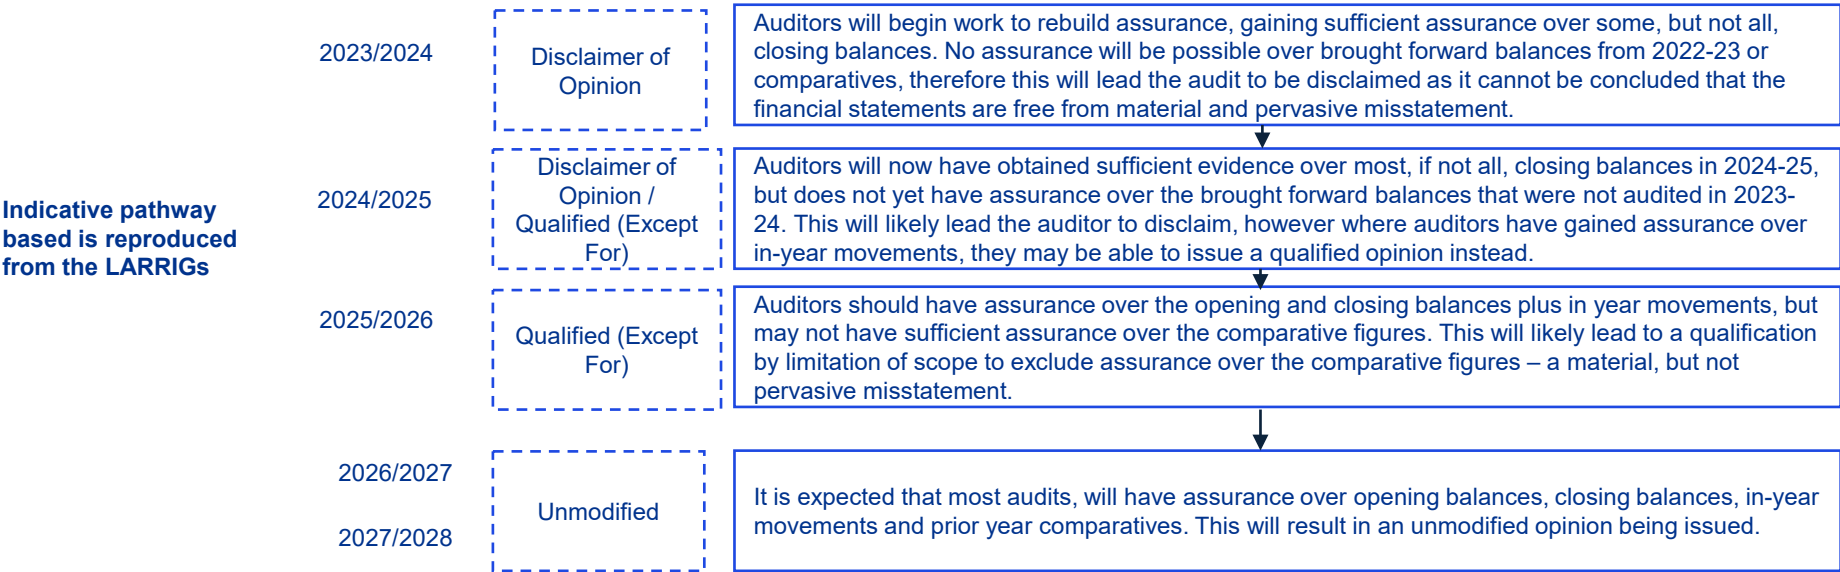 Indicative pathway
based is reproduced
from the LARRIGs
2023/2024
Disclaimer of
Opinion
Auditors will begin work to rebuild assurance, gaining sufficient assurance over some, but not all,
closing balances. No assurance will be possible over brought forward balances from 2022-23 or
comparatives, therefore this will lead the audit to be disclaimed as it cannot be concluded that the
financial statements are free from material and pervasive misstatement.
2024/2025
Disclaimer of
Opinion /
Qualified (Except
For)
Auditors will now have obtained sufficient evidence over most, if not all, closing balances in 2024-25,
but does not yet have assurance over the brought forward balances that were not audited in 2023-
24. This will likely lead the auditor to disclaim, however where auditors have gained assurance over
in-year movements, they may be able to issue a qualified opinion instead.
2025/2026
Qualified (Except
For)
Auditors should have assurance over the opening and closing balances plus in year movements, but
may not have sufficient assurance over the comparative figures. This will likely lead to a qualification
by limitation of scope to exclude assurance over the comparative figures – a material, but not
pervasive misstatement.
2026/2027
2027/2028
Unmodified
It is expected that most audits, will have assurance over opening balances, closing balances, in-year
movements and prior year comparatives. This will result in an unmodified opinion being issued.